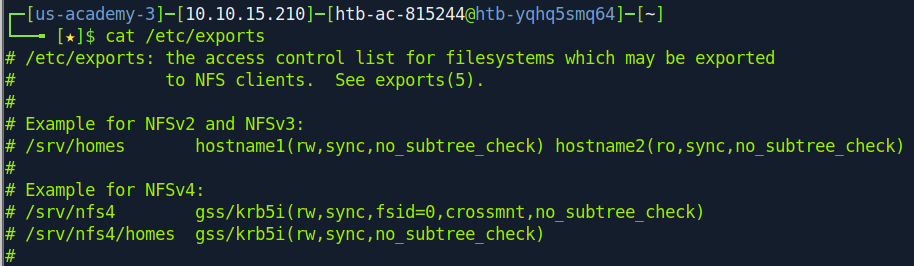 ┌─[us-academy-3]─[10.10.15.210]─[htb-ac-815244@htb-yqhq5smq64]─[~]
└──╼ [★]$ cat /etc/exports
# /etc/exports: the access control list for filesystems which may be exported
#               to NFS clients.  See exports(5).
#
# Example for NFSv2 and NFSv3:
# /srv/homes       hostname1(rw,sync,no_subtree_check) hostname2(ro,sync,no_subtree_check)
#
# Example for NFSv4:
# /srv/nfs4        gss/krb5i(rw,sync,fsid=0,crossmnt,no_subtree_check)
# /srv/nfs4/homes  gss/krb5i(rw,sync,no_subtree_check)
#